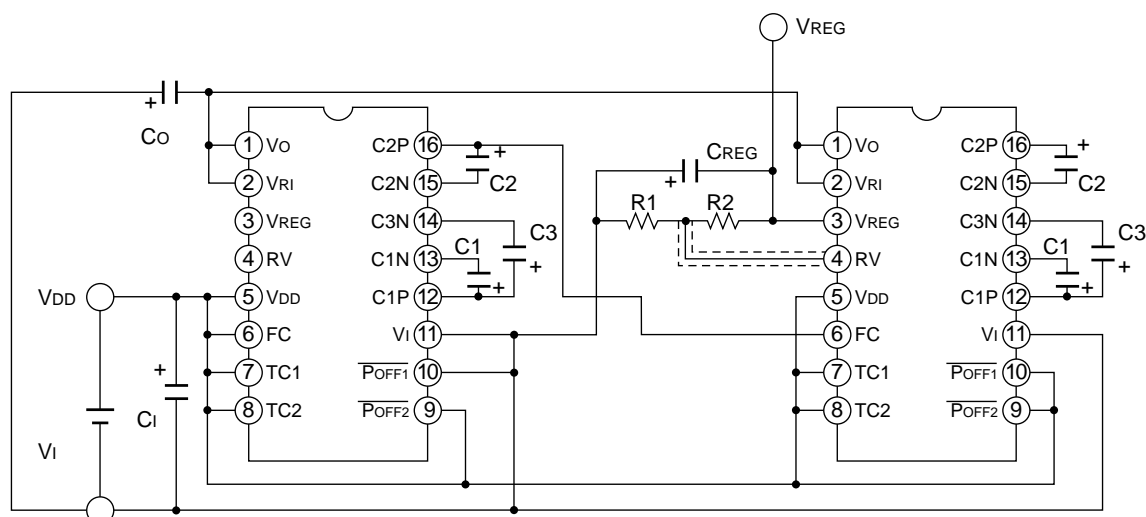 VREG
+
CO
1 VO
2 VRI
3 VREG
4 RV
5 VDD
6 FC
7 TC1
8 TC2
C2P 16
C2N 15
C3N 14
C1N 13
C1P 12
VI 11
POFF1 10
POFF2 9
+
C2
C1
+
C3
+
VDD
+
CI
VI
CREG
+
R1
R2
1 VO
2 VRI
3 VREG
4 RV
5 VDD
6 FC
7 TC1
8 TC2
C2P 16
C2N 15
C3N 14
C1N 13
C1P 12
VI 11
POFF1 10
POFF2 9
+
C2
C1
+
C3
+